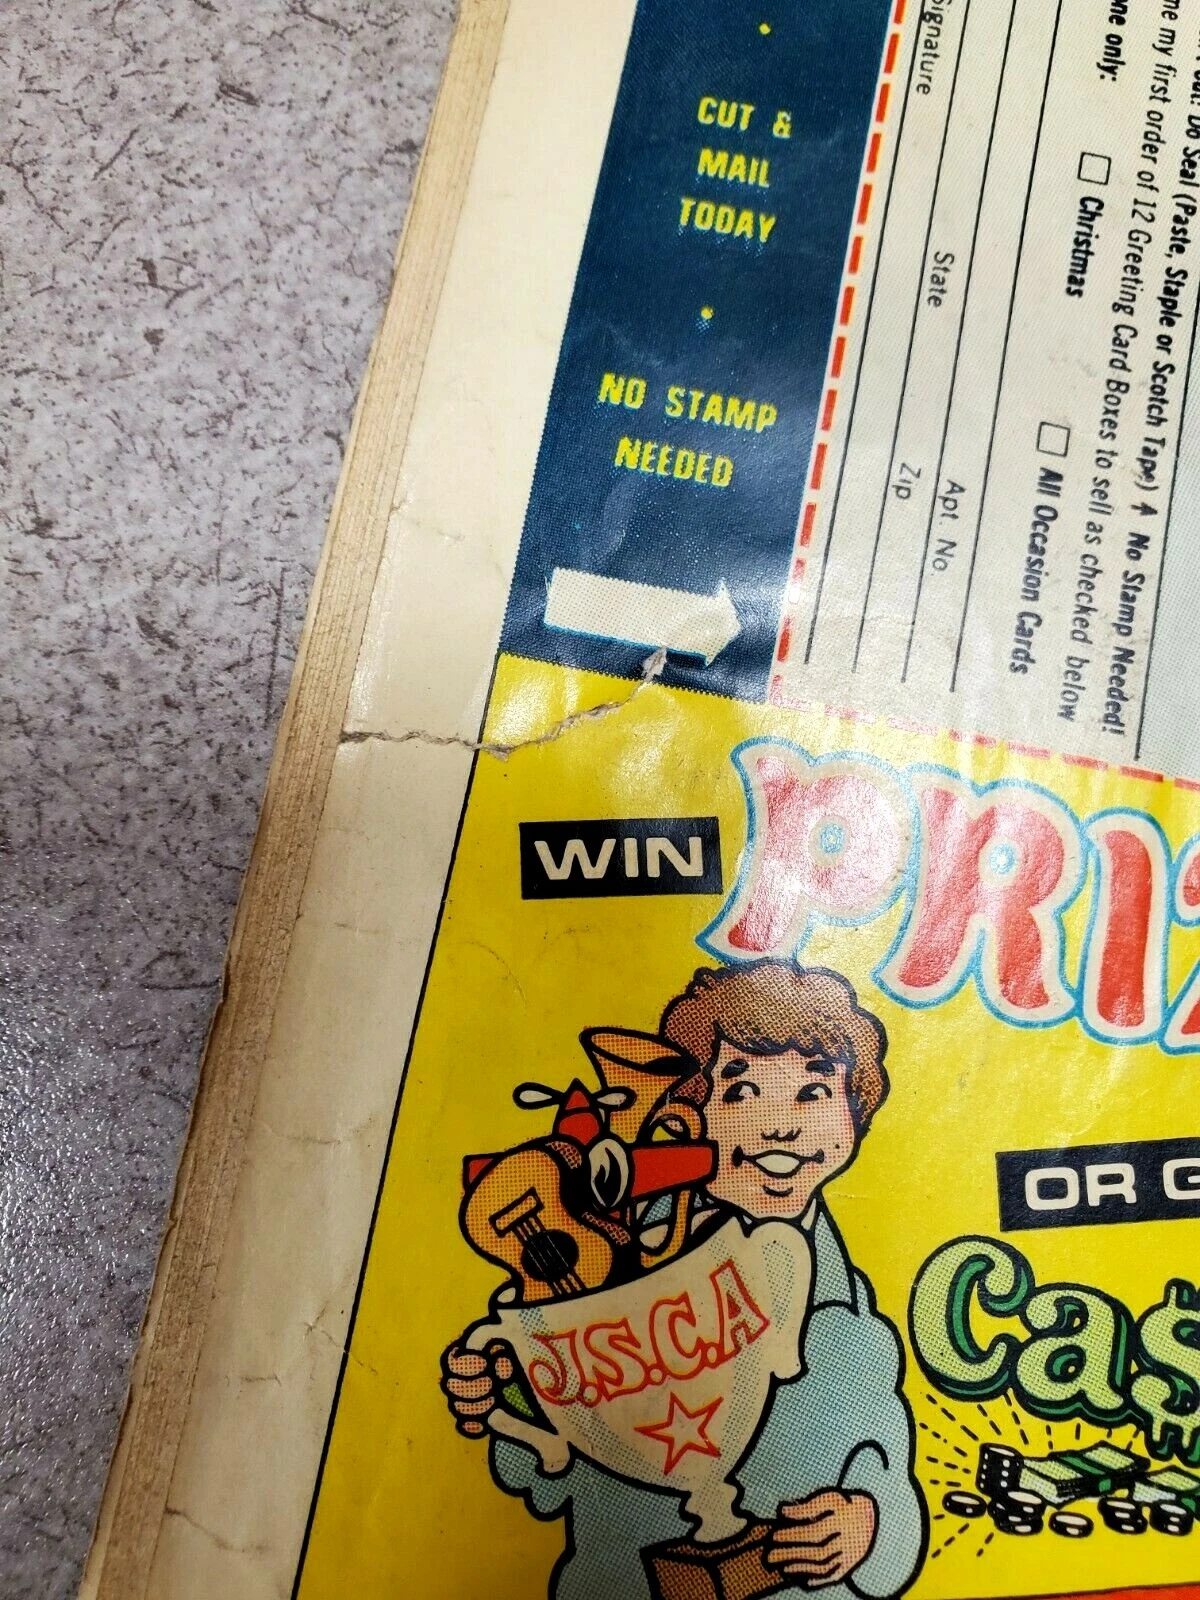 CUT &
MAIL
TODAY
NO STAMP
NEEDED
Seal (Paste, Staple or Scotch Tape) No Stamp Needed!
me my first order of 12 Greeting Card Boxes to sell as checked below
one only:
☐ Christmas
☐ All Occasion Cards
Apt. No.
State
Zip
Signature
WIN
OR
J.S.C.A